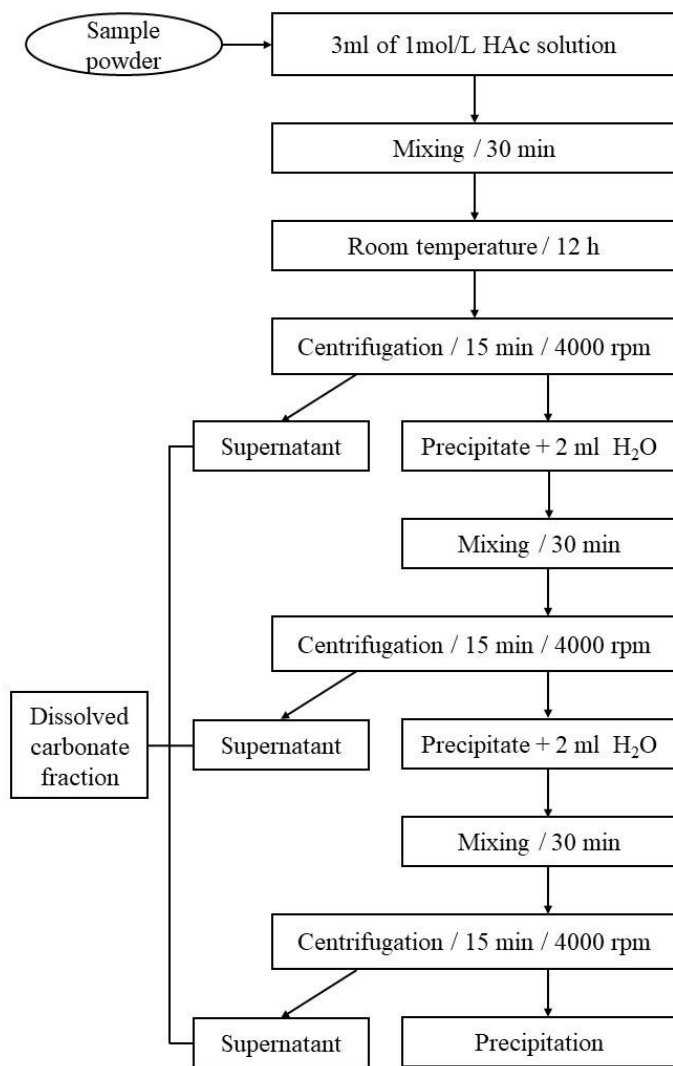 Sample
powder
3ml of 1mol/L HAc solution
Mixing / 30 min
Room temperature / 12 h
Centrifugation / 15 min / 4000 rpm
Supernatant
Precipitate + 2 ml H₂O
Mixing / 30 min
Centrifugation / 15 min / 4000 rpm
Dissolved
carbonate
fraction
Supernatant
Precipitate + 2 ml H₂O
Mixing / 30 min
Centrifugation / 15 min / 4000 rpm
Supernatant
Precipitation